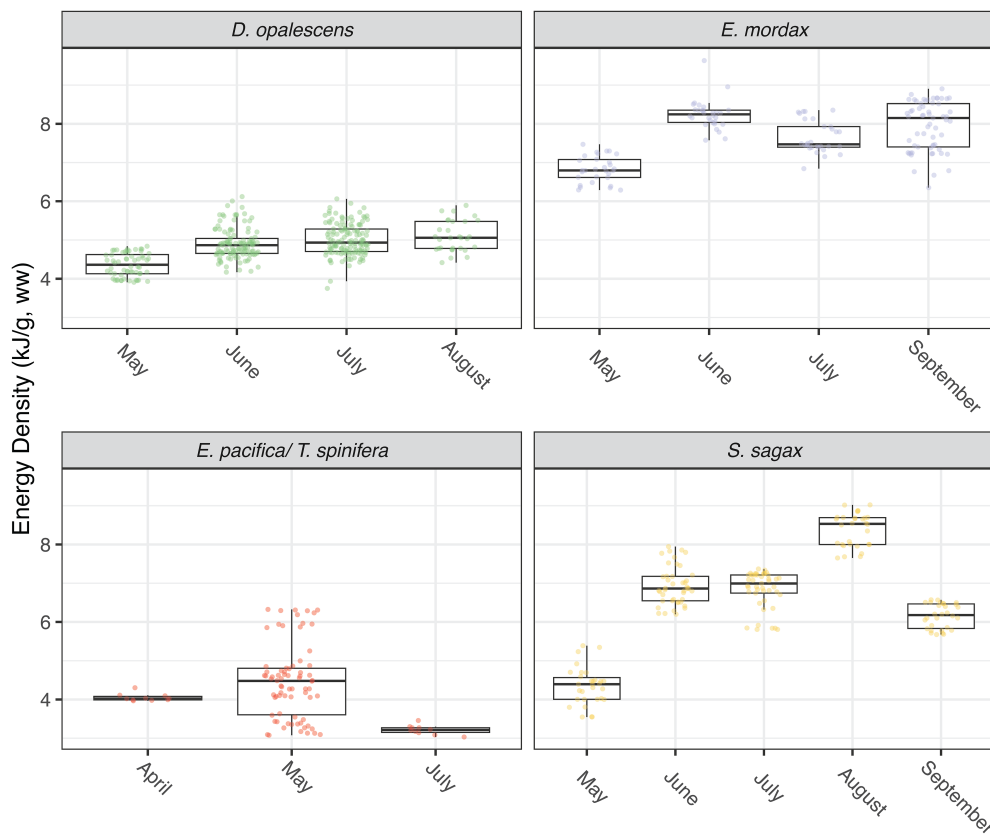 D. opalescens
E. mordax
8
6
4
May
June
July
August
May
June
July
September
Energy Density (kJ/g, ww)
E. pacifica/ T. spinifera
S. sagax
8
6
4
April
May
July
May
June
July
August
September